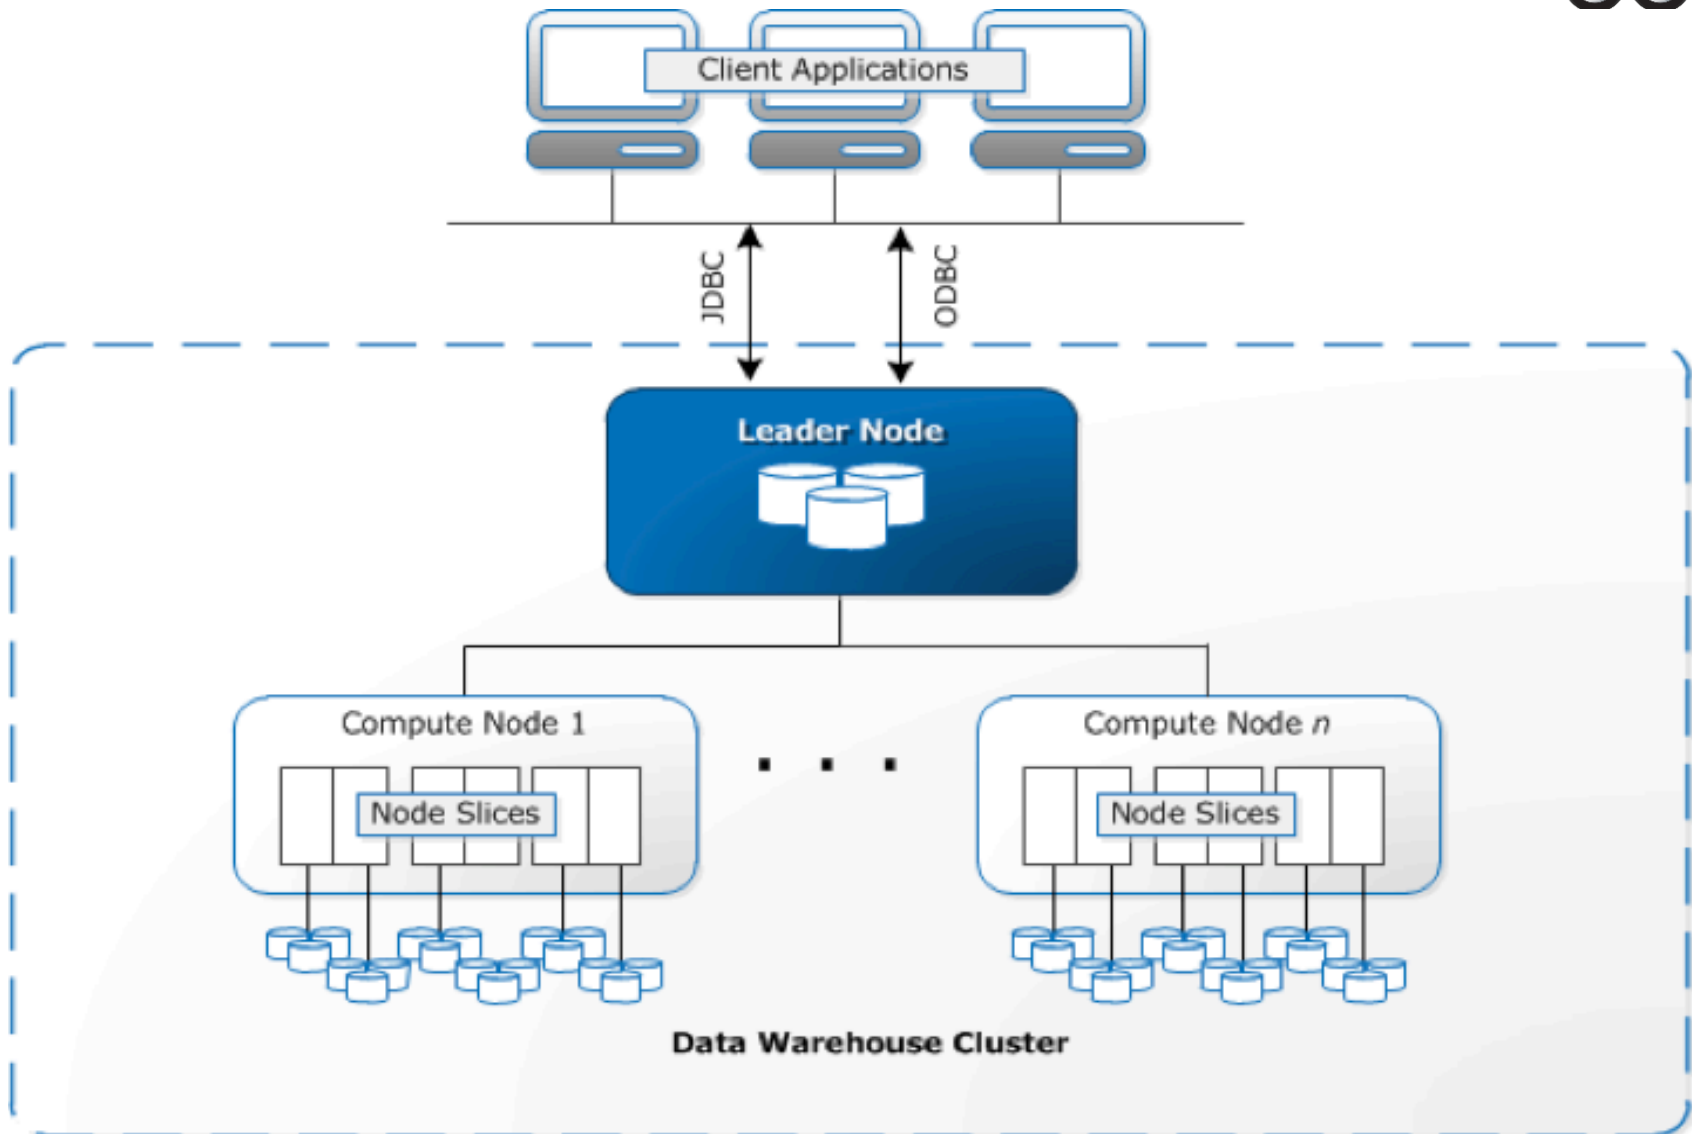 Client Applications
JDBC
ODBC
Leader Node
Compute Node 1
Compute Node n
. . .
Node Slices
Node Slices
Data Warehouse Cluster